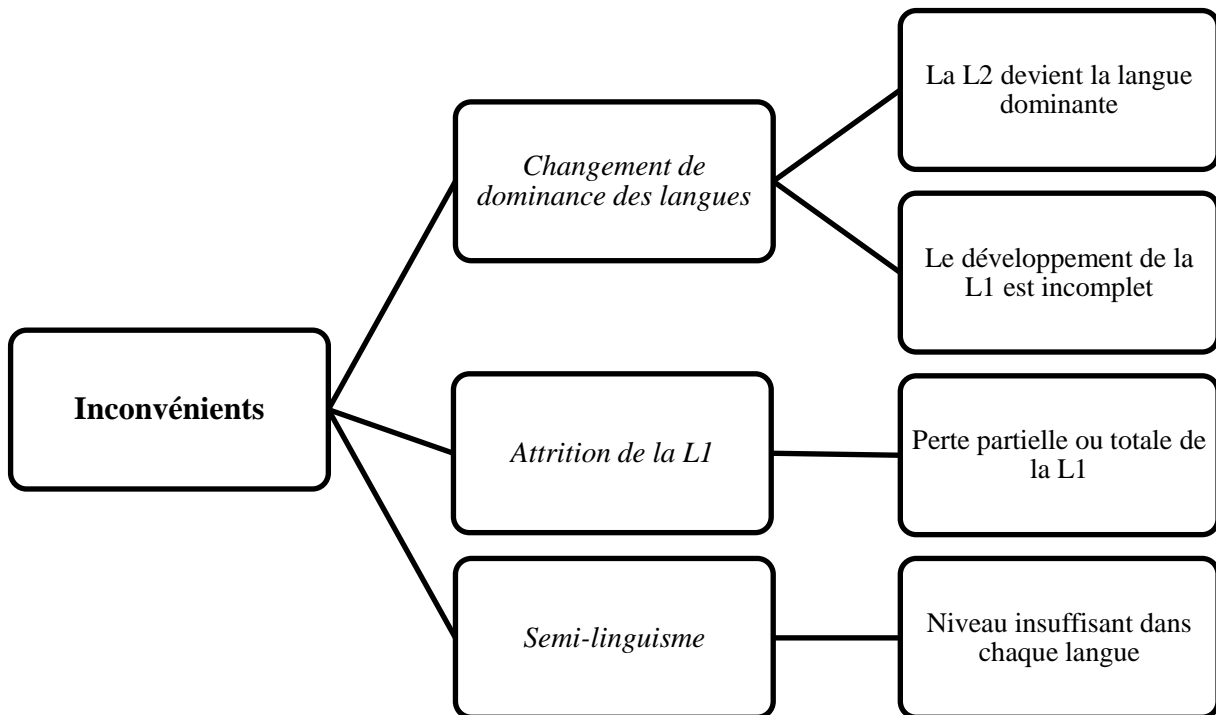 Inconvénients
Changement de
dominance des langues
La L2 devient la langue
dominante
Le développement de la
L1 est incomplet
Attrition de la L1
Perte partielle ou totale de
la L1
Semi-linguisme
Niveau insuffisant dans
chaque langue